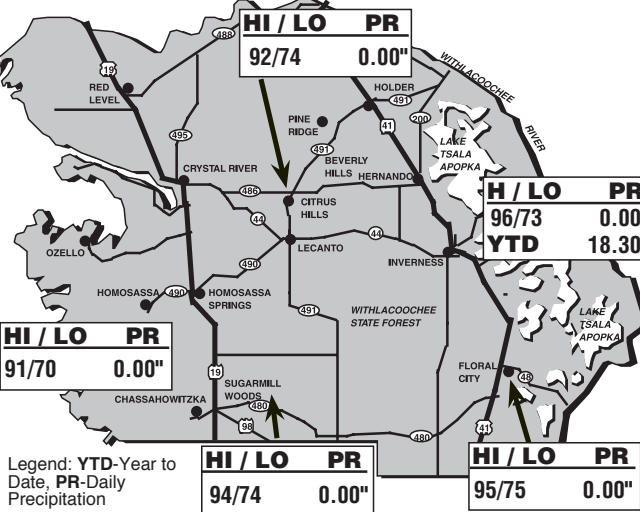 HI / LO PR
92/74 0.00"
488
WITHLACOOCHEE
RIVER
19
RED
LEVEL
HOLDER
491
200
PINE
RIDGE
41
495
491
LAKE
TSALA
APOPKA
BEVERLY
HILLS
CRYSTAL RIVER
HERNANDO
486
HI / LO PR
96/73 0.00
YTD 18.30
CITRUS
HILLS
44
44
OZELLO
LECANTO
INVERNESS
490
HOMOSASSA
490
HOMOSASSA
SPRINGS
491
WITHLACOOCHEE
STATE FOREST
LAKE
TSALA
APOPKA
HI / LO PR
91/70 0.00"
19
FLORAL
CITY
48
SUGARMILL
WOODS
CHASSAHOWITZKA
480
98
480
41
HI / LO PR
94/74 0.00"
HI / LO PR
95/75 0.00"
Legend: YTD-Year to
Date, PR-Daily
Precipitation